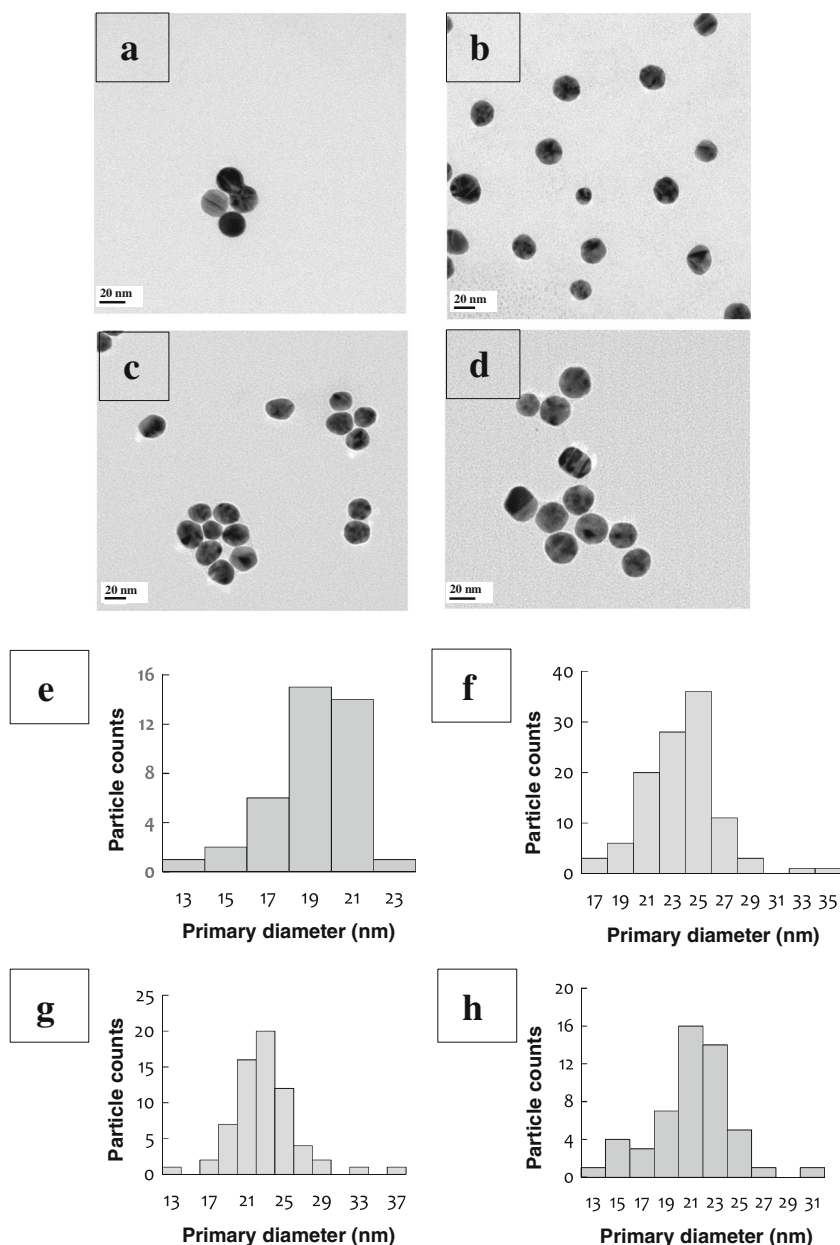 a
b
20 nm
20 nm
c
d
20 nm
20 nm
e
16
12
8
4
0
Particle counts
13 15 17 19 21 23
Primary diameter (nm)
f
40
30
20
10
0
Particle counts
17 19 21 23 25 27 29 31 33 35
Primary diameter (nm)
g
25
20
15
10
5
0
Particle counts
13 17 21 25 29 33 37
Primary diameter (nm)
h
20
16
12
8
4
0
Particle counts
13 15 17 19 21 23 25 27 29 31
Primary diameter (nm)